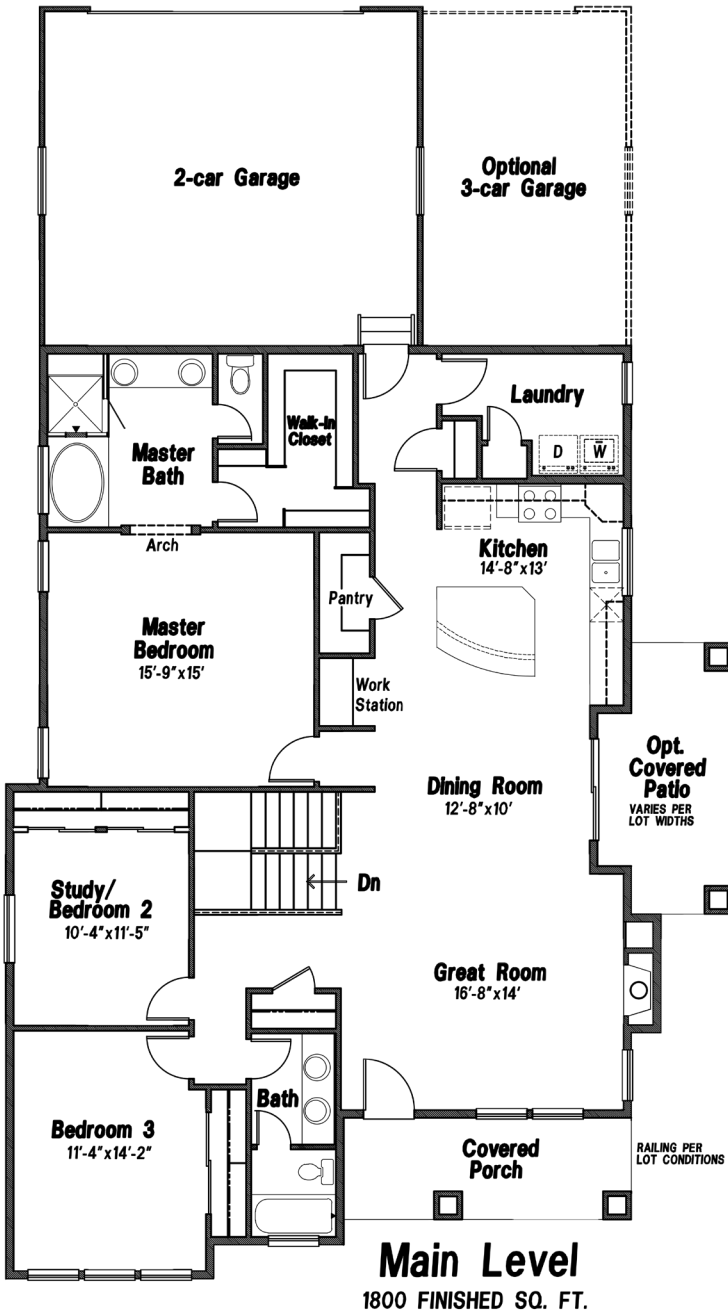 2-car Garage
Optional
3-car Garage
Laundry
Walk-in
Closet
Master
Bath
D
W
Arch
Kitchen
14'-8"x13'
Pantry
Master
Bedroom
15'-9"x15'
Work
Station
Opt.
Covered
Patio
VARIES PER
LOT WIDTHS
Dining Room
12'-8"x10'
Dn
Study/
Bedroom 2
10'-4"x11'-5"
Great Room
16'-8"x14'
Bath
Bedroom 3
11'-4"x14'-2"
Covered
Porch
RAILING PER
LOT CONDITIONS
Main Level
1800 FINISHED SQ. FT.